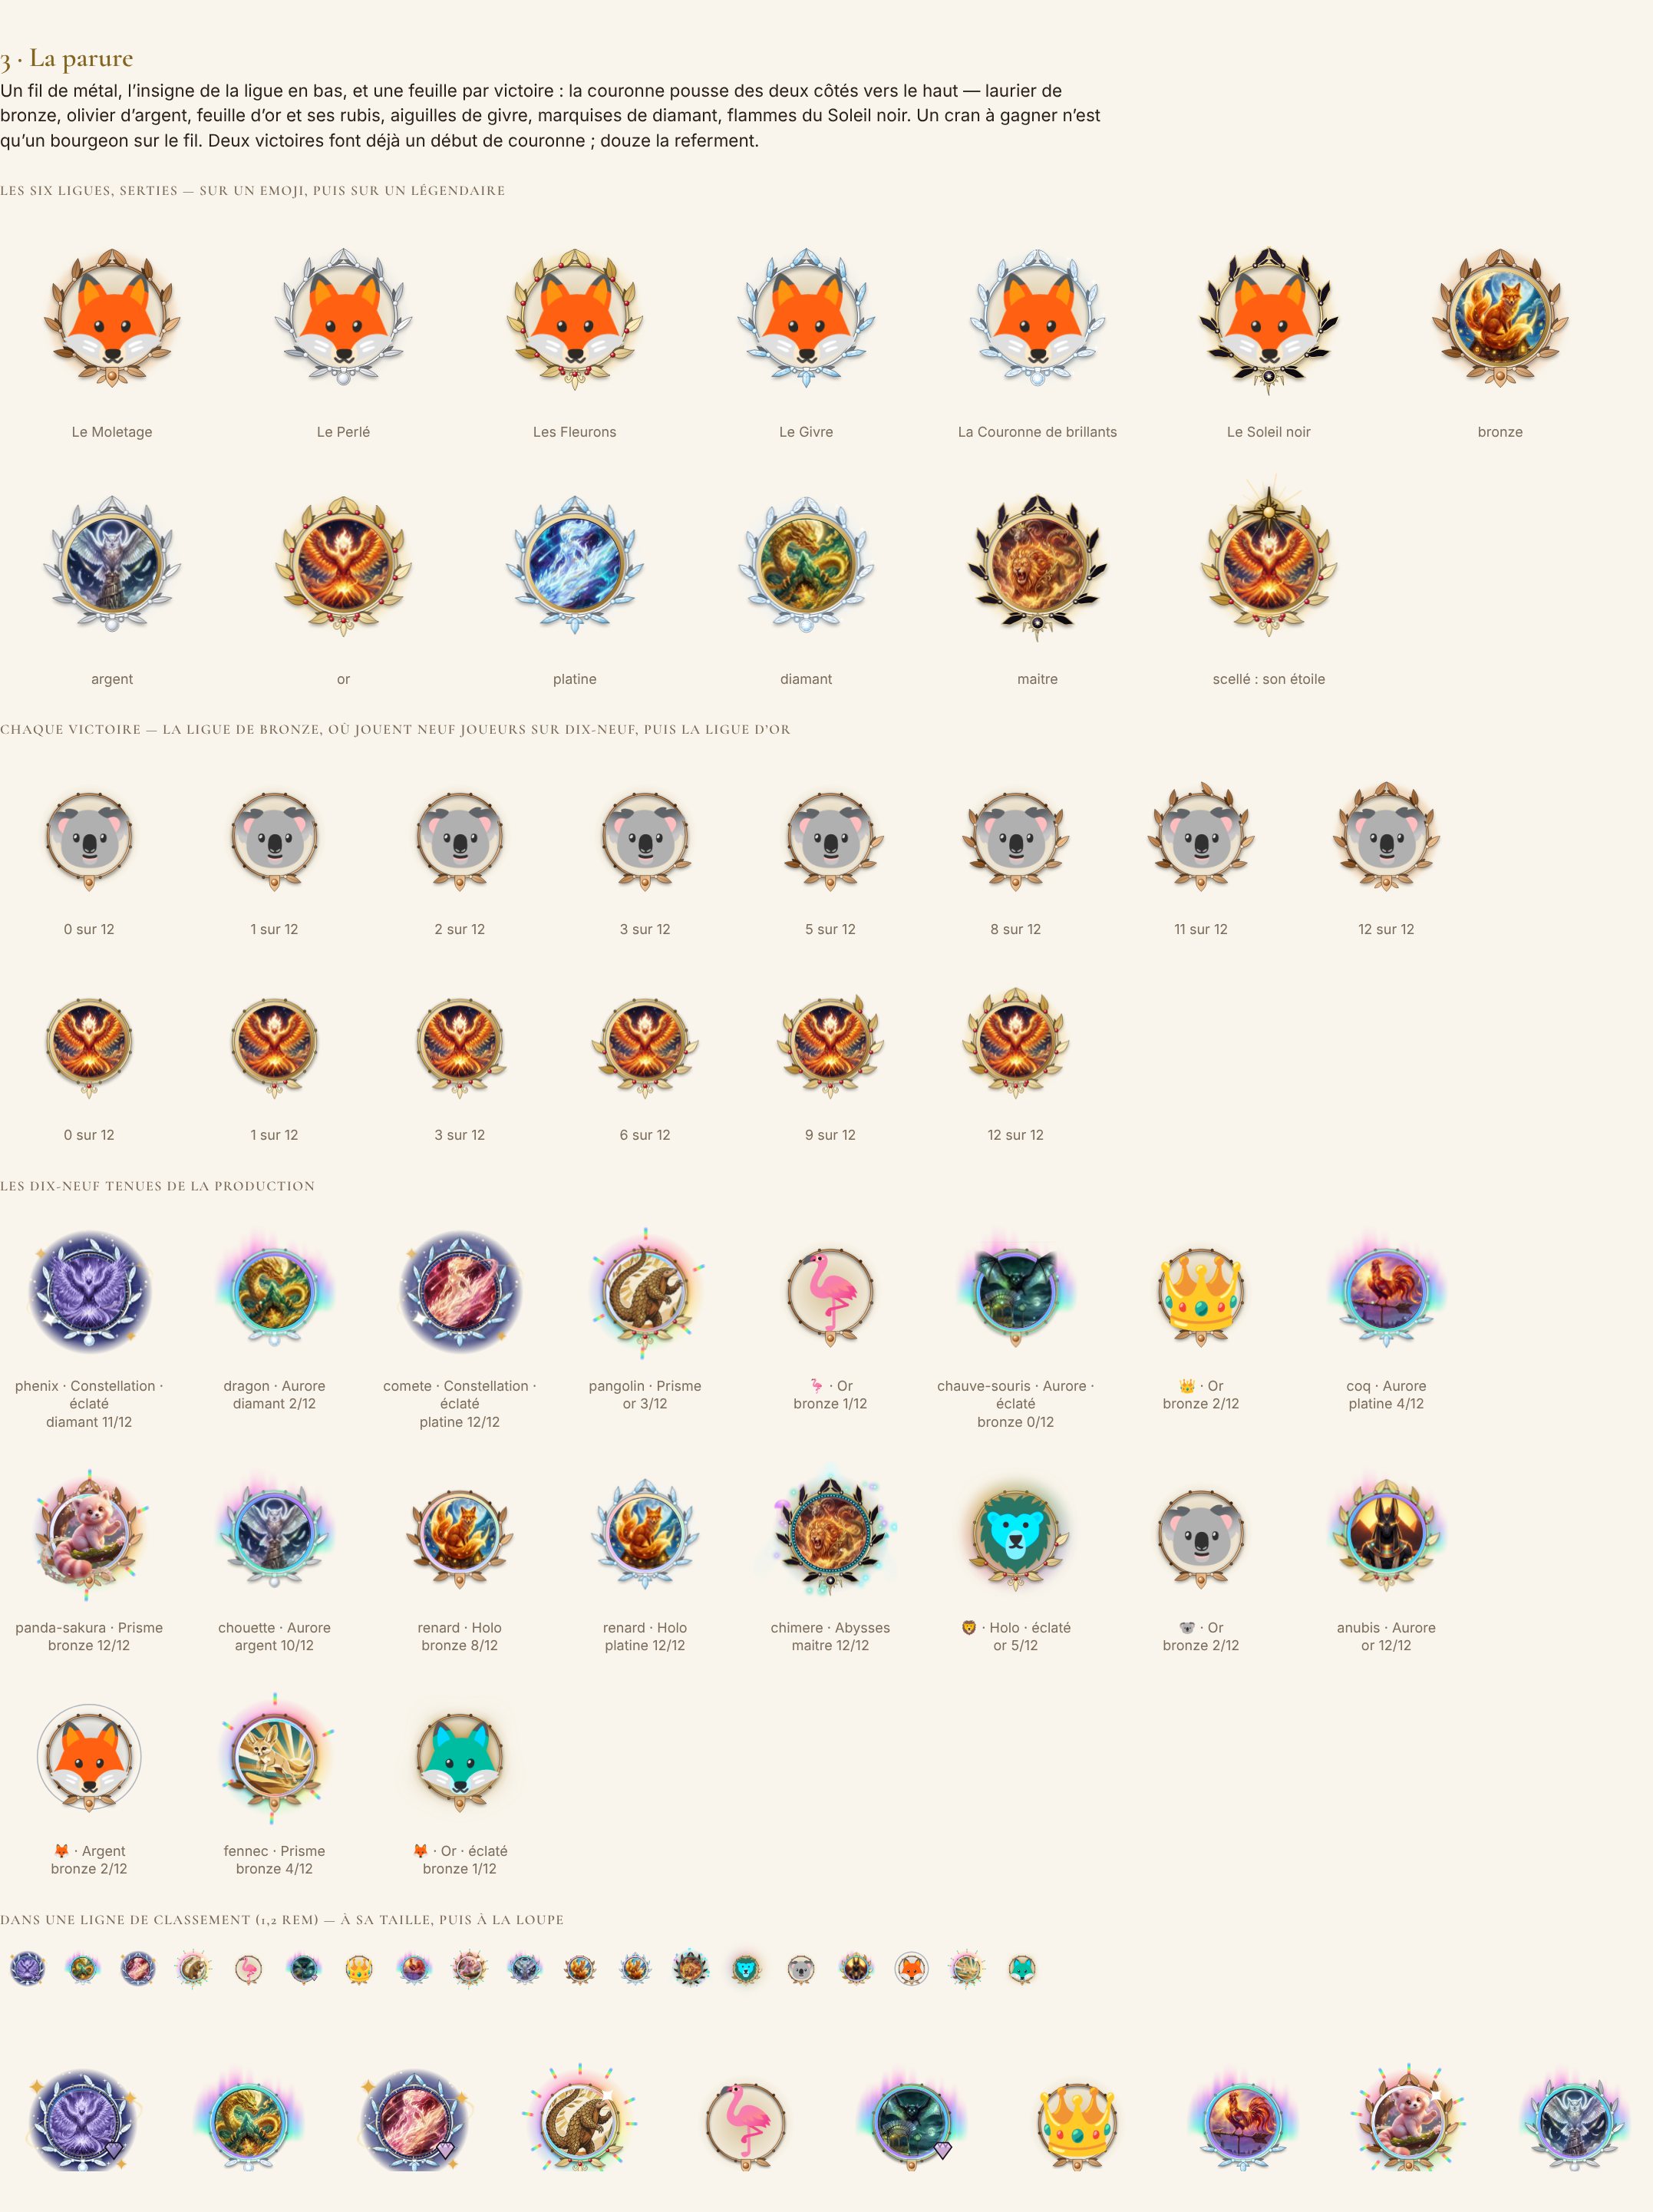 3 · La parure
Un fil de métal, l’insigne de la ligue en bas, et une feuille par victoire : la couronne pousse des deux côtés vers le haut — laurier de
bronze, olivier d’argent, feuille d’or et ses rubis, aiguilles de givre, marquises de diamant, flammes du Soleil noir. Un cran à gagner n’est
qu’un bourgeon sur le fil. Deux victoires font déjà un début de couronne ; douze la referment.
LES SIX LIGUES, SERTIES — SUR UN EMOJI, PUIS SUR UN LÉGENDAIRE
Le Moletage
Le Perlé
Les Fleurons
Le Givre
La Couronne de brillants
Le Soleil noir
bronze
argent
or
platine
diamant
maitre
scellé : son étoile
CHAQUE VICTOIRE — LA LIGUE DE BRONZE, OÙ JOUENT NEUF JOUEURS SUR DIX-NEUF, PUIS LA LIGUE D’OR
0 sur 12
1 sur 12
2 sur 12
3 sur 12
5 sur 12
8 sur 12
11 sur 12
12 sur 12
0 sur 12
1 sur 12
3 sur 12
6 sur 12
9 sur 12
12 sur 12
LES DIX-NEUF TENUES DE LA PRODUCTION
phenix · Constellation ·
éclaté
diamant 11/12
dragon · Aurore
diamant 2/12
comete · Constellation ·
éclaté
platine 12/12
pangolin · Prisme
or 3/12
🦩 · Or
bronze 1/12
chauve-souris · Aurore ·
éclaté
bronze 0/12
👑 · Or
bronze 2/12
coq · Aurore
platine 4/12
panda-sakura · Prisme
bronze 12/12
chouette · Aurore
argent 10/12
renard · Holo
bronze 8/12
renard · Holo
platine 12/12
chimere · Abysses
maitre 12/12
🦁 · Holo · éclaté
or 5/12
🐨 · Or
bronze 2/12
anubis · Aurore
or 12/12
🦊 · Argent
bronze 2/12
fennec · Prisme
bronze 4/12
🦊 · Or · éclaté
bronze 1/12
DANS UNE LIGNE DE CLASSEMENT (1,2 REM) — À SA TAILLE, PUIS À LA LOUPE